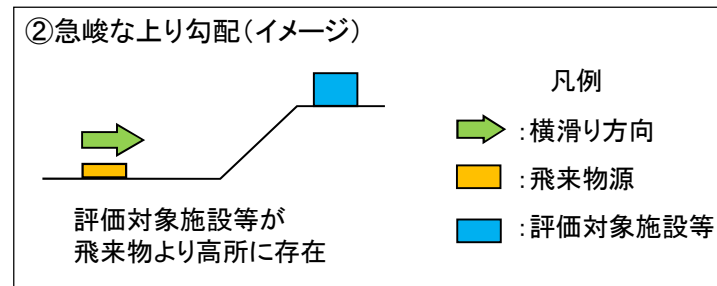 ②急峻な上り勾配(イメージ)
凡例
:横滑り方向
:飛来物源
:評価対象施設等
評価対象施設等が
飛来物より高所に存在